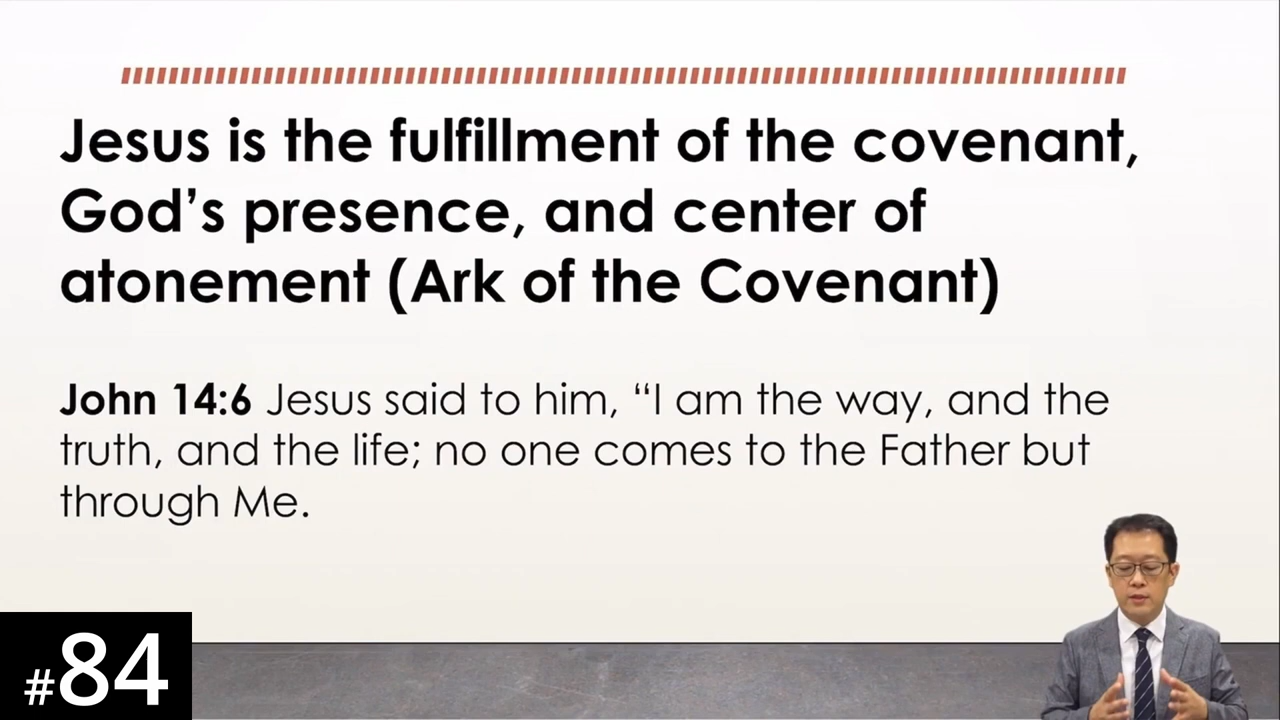 Jesus is the fulfillment of the covenant,
God’s presence, and center of
atonement (Ark of the Covenant)
John 14:6 Jesus said to him, “I am the way, and the
truth, and the life; no one comes to the Father but
through Me.
#84